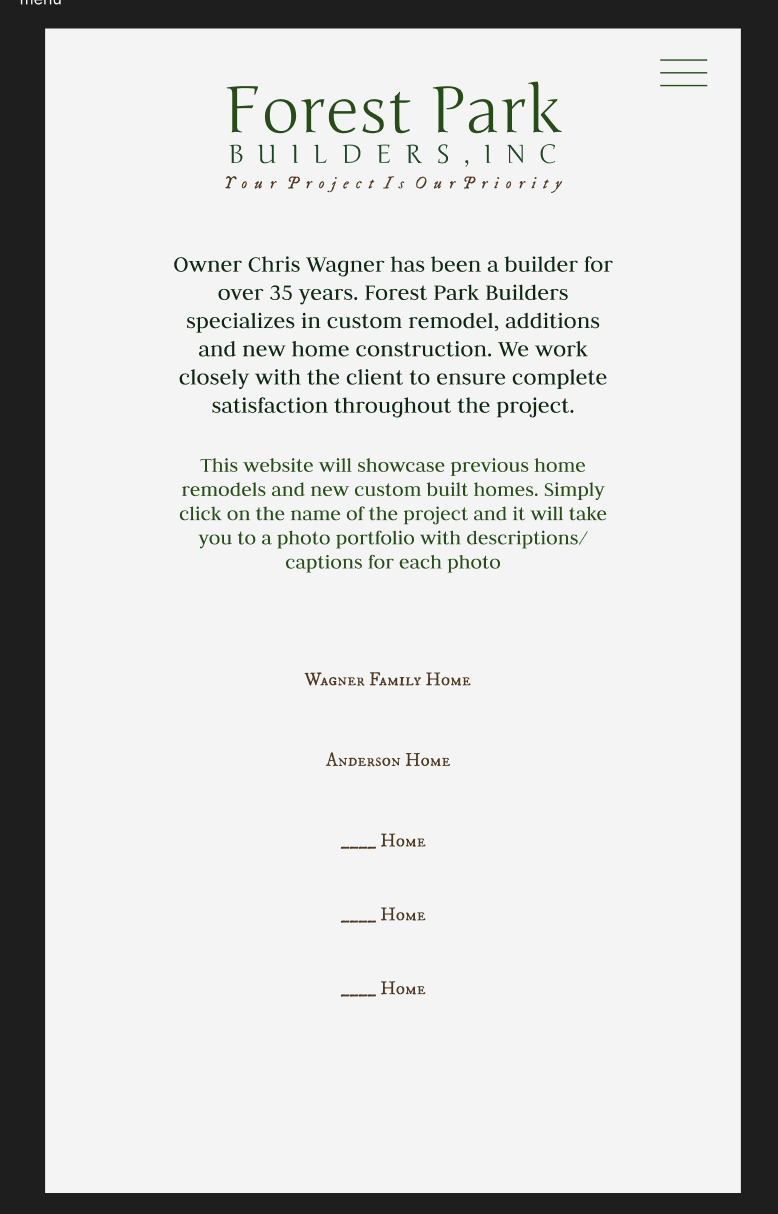 menu
Forest Park
BUILDERS, INC
Your Project Is Our Priority
Owner Chris Wagner has been a builder for
over 35 years. Forest Park Builders
specializes in custom remodel, additions
and new home construction. We work
closely with the client to ensure complete
satisfaction throughout the project.
This website will showcase previous home
remodels and new custom built homes. Simply
click on the name of the project and it will take
you to a photo portfolio with descriptions/
captions for each photo
Wagner Family Home
Anderson Home
____ Home
____ Home
____ Home